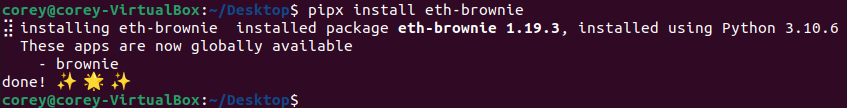 corey@corey-VirtualBox:~/Desktop$ pipx install eth-brownie
⣻ installing eth-brownie  installed package eth-brownie 1.19.3, installed using Python 3.10.6
  These apps are now globally available
    - brownie
done! ✨ 🌟 ✨
corey@corey-VirtualBox:~/Desktop$